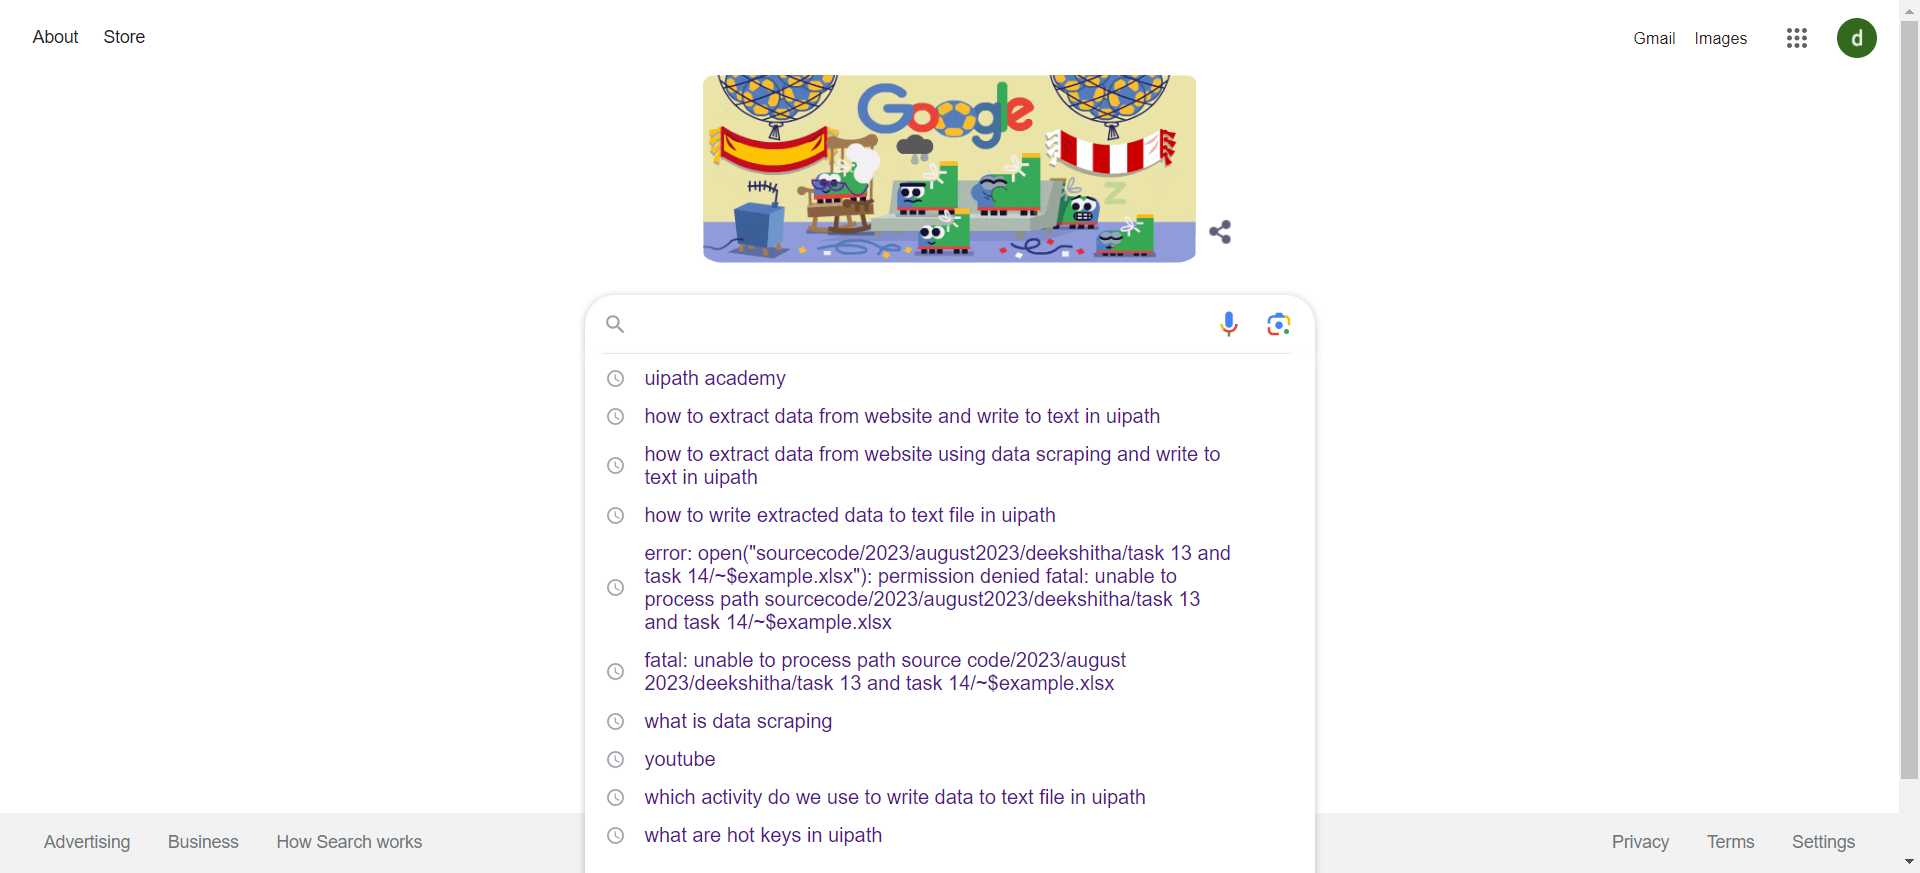 About Store
Gmail Images
d
Google
Z
uipath academy
how to extract data from website and write to text in uipath
how to extract data from website using data scraping and write to
text in uipath
how to write extracted data to text file in uipath
error: open("sourcecode/2023/august2023/deekshitha/task 13 and
task 14/~$example.xlsx"): permission denied fatal: unable to
process path sourcecode/2023/august2023/deekshitha/task 13
and task 14/~$example.xlsx
fatal: unable to process path source code/2023/august
2023/deekshitha/task 13 and task 14/~$example.xlsx
what is data scraping
youtube
which activity do we use to write data to text file in uipath
what are hot keys in uipath
Advertising Business How Search works
Privacy Terms Settings